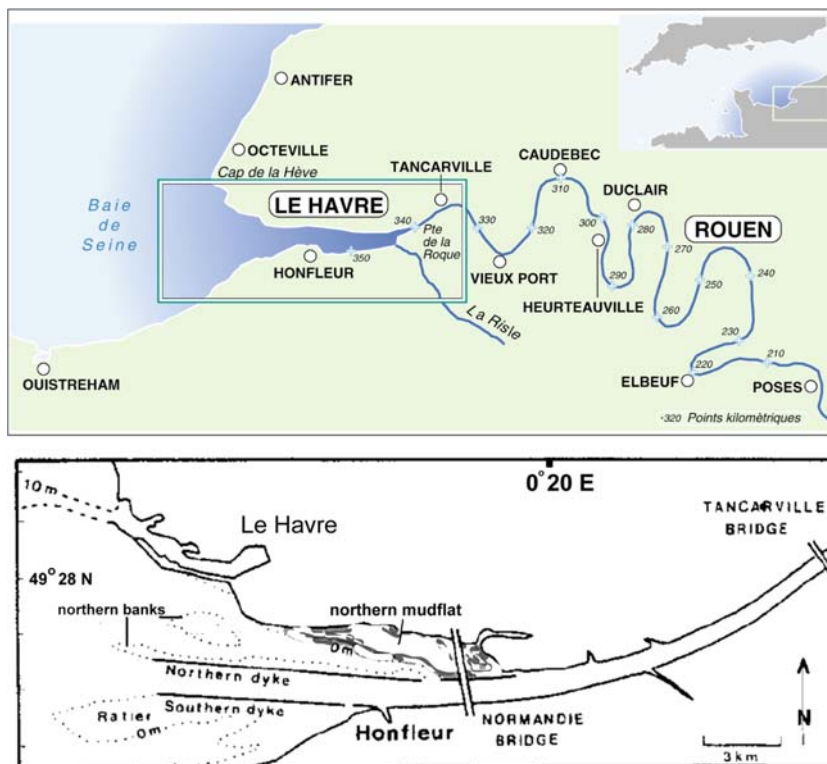 ANTIFER
OCTEVILLE
Cap de la Hève
Baie
de
Seine
LE HAVRE
HONFLEUR
350
340
Pte
de la
Roque
TANCARVILLE
330
VIEUX PORT
320
CAUDEBEC
310
300
HEURTEAUVILLE
290
DUCLAIR
280
270
260
ROUEN
250
240
230
220
210
ELBEUF
POSES
La Risle
OUISTREHAM
·320 Points kilomètriques
0°20 E
10m
Le Havre
TANCARVILLE
BRIDGE
49°28 N
northern banks
northern mudflat
0m
Northern dyke
Southern dyke
Ratier
0m
Honfleur
NORMANDIE
BRIDGE
N
3 km